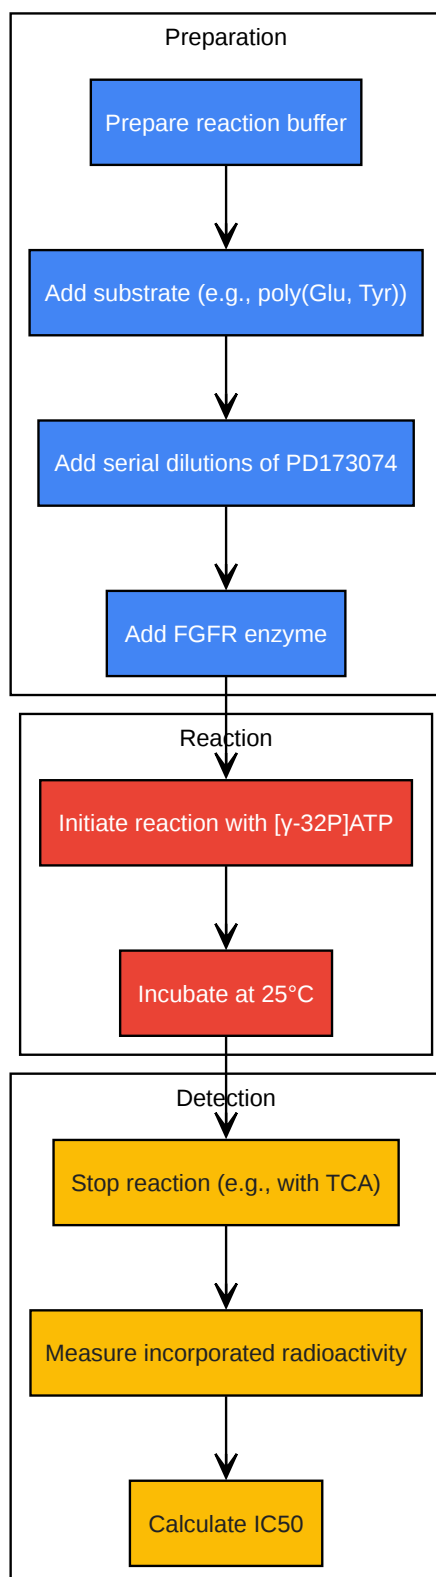 Preparation
Prepare reaction buffer
Add substrate (e.g., poly(Glu, Tyr))
Add serial dilutions of PD173074
Add FGFR enzyme
Reaction
Initiate reaction with [γ-32P]ATP
Incubate at 25°C
Detection
Stop reaction (e.g., with TCA)
Measure incorporated radioactivity
Calculate IC50